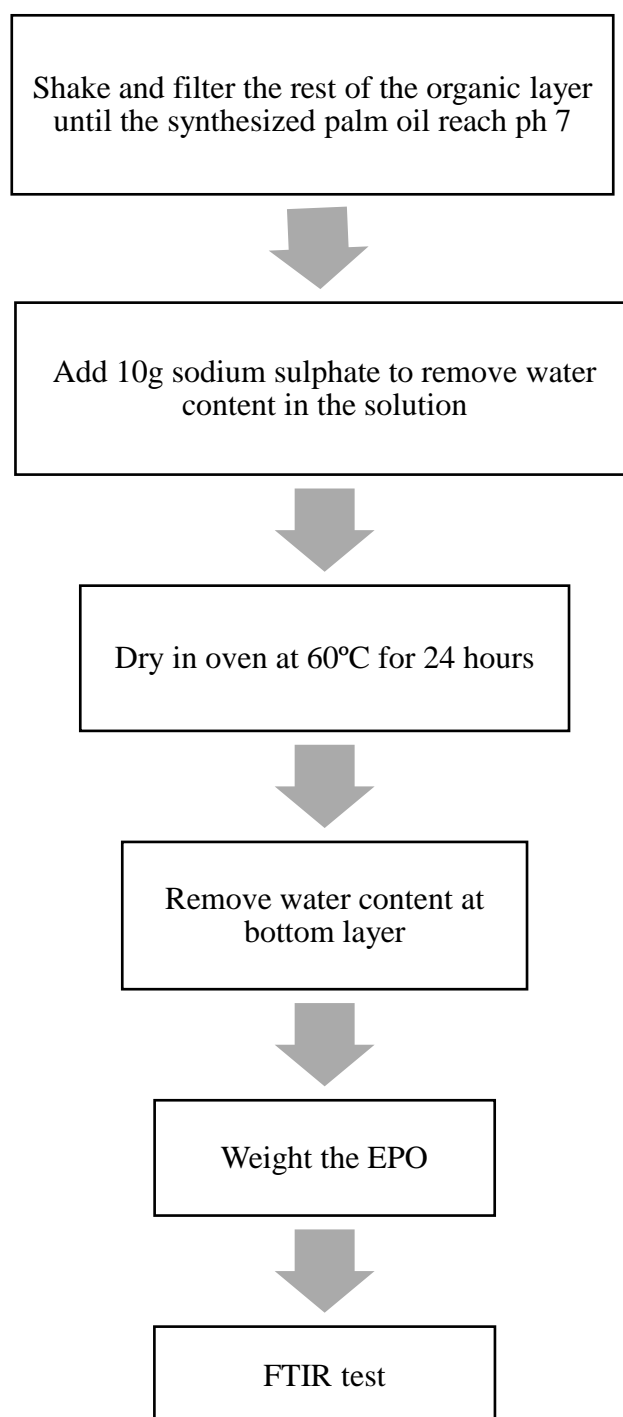 Shake and filter the rest of the organic layer
until the synthesized palm oil reach ph 7
Add 10g sodium sulphate to remove water
content in the solution
Dry in oven at 60ºC for 24 hours
Remove water content at
bottom layer
Weight the EPO
FTIR test